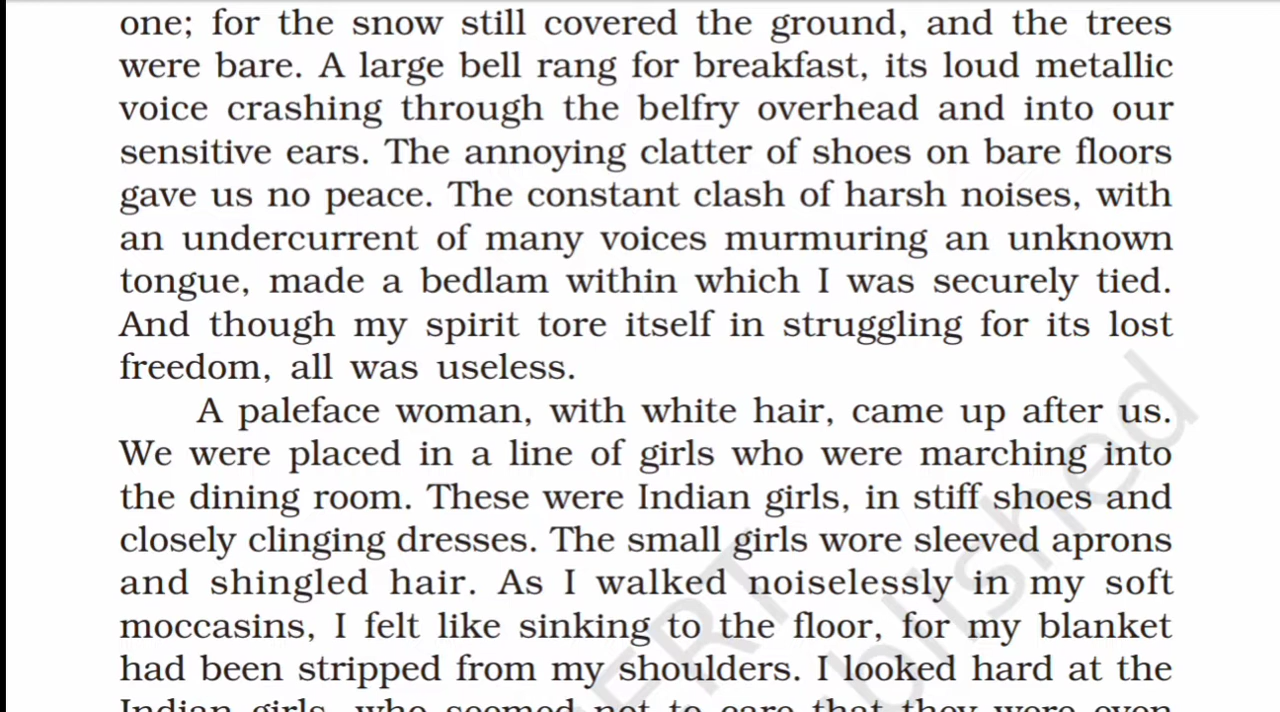 one; for the snow still covered the ground, and the trees
were bare. A large bell rang for breakfast, its loud metallic
voice crashing through the belfry overhead and into our
sensitive ears. The annoying clatter of shoes on bare floors
gave us no peace. The constant clash of harsh noises, with
an undercurrent of many voices murmuring an unknown
tongue, made a bedlam within which I was securely tied.
And though my spirit tore itself in struggling for its lost
freedom, all was useless.
A paleface woman, with white hair, came up after us.
We were placed in a line of girls who were marching into
the dining room. These were Indian girls, in stiff shoes and
closely clinging dresses. The small girls wore sleeved aprons
and shingled hair. As I walked noiselessly in my soft
moccasins, I felt like sinking to the floor, for my blanket
had been stripped from my shoulders. I looked hard at the
Indian girls, who seemed not to care that they were even